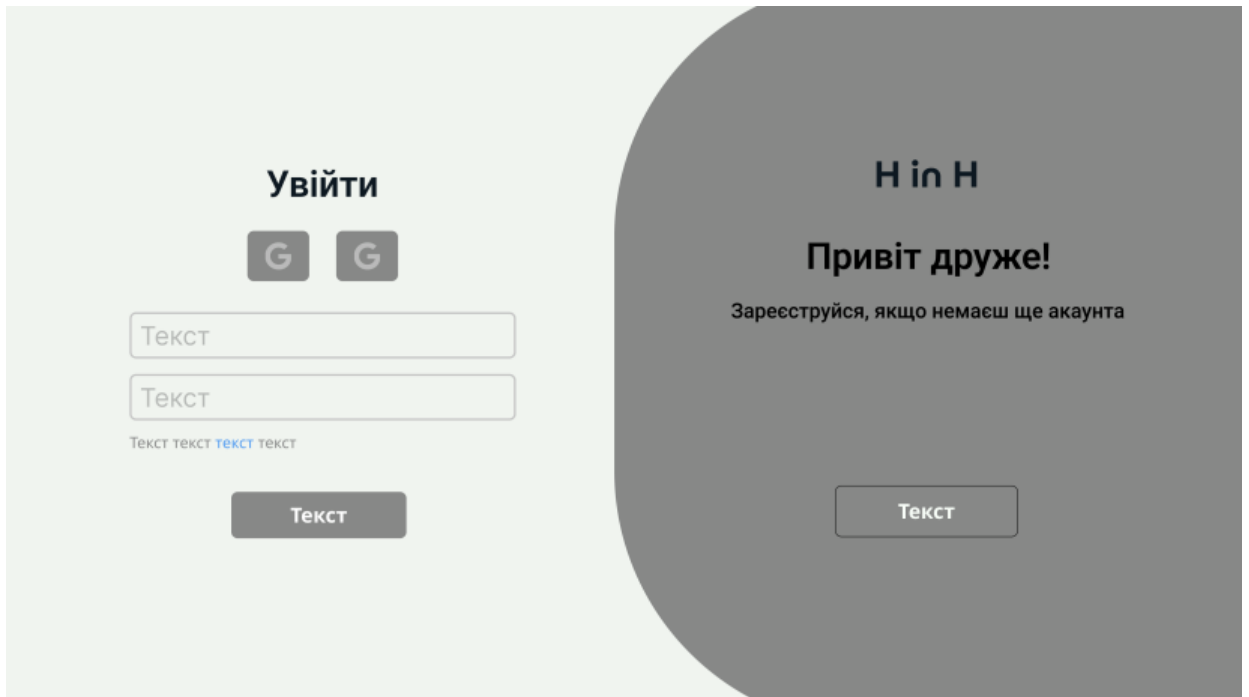 Увійти
G G
Текст
Текст
Текст текст текст текст
Текст
H in H
Привіт друже!
Зареєструйся, якщо немаєш ще акаунта
Текст